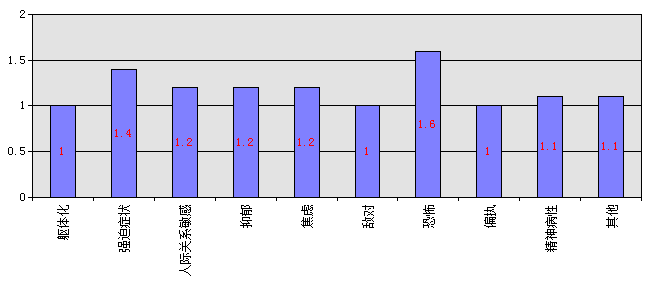 2
1.5
1
0.5
0
1
1.4
1.2
1.2
1.2
1
1.6
1
1.1
1.1
躯体化
强迫症状
人际关系敏感
抑郁
焦虑
敌对
恐怖
偏执
精神病性
其他